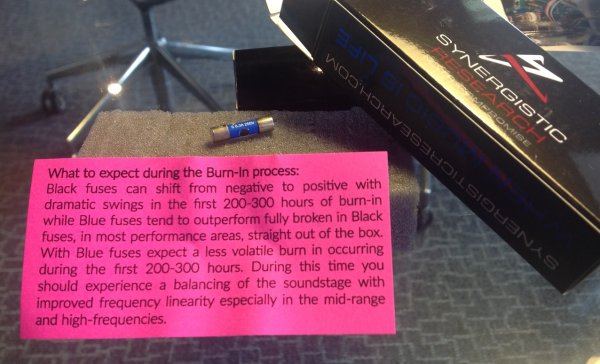 SYNERGISTIC
RESEARCH
SYNERGISTICRESEARCH.COM
IS LIFE
What to expect during the Burn-In process:
Black fuses can shift from negative to positive with
dramatic swings in the first 200-300 hours of burn-in
while Blue fuses tend to outperform fully broken in Black
fuses, in most performance areas, straight out of the box.
With Blue fuses expect a less volatile burn in occurring
during the first 200-300 hours. During this time you
should experience a balancing of the soundstage with
improved frequency linearity especially in the mid-range
and high-frequencies.